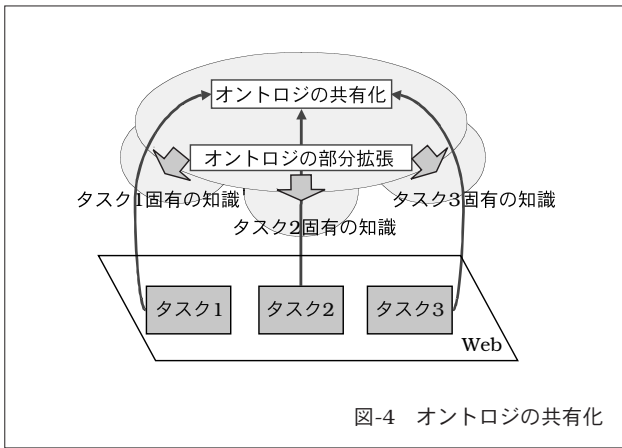 オントロジの共有化
オントロジの部分拡張
タスク1固有の知識
タスク3固有の知識
タスク2固有の知識
タスク1
タスク2
タスク3
Web
図-4　オントロジの共有化